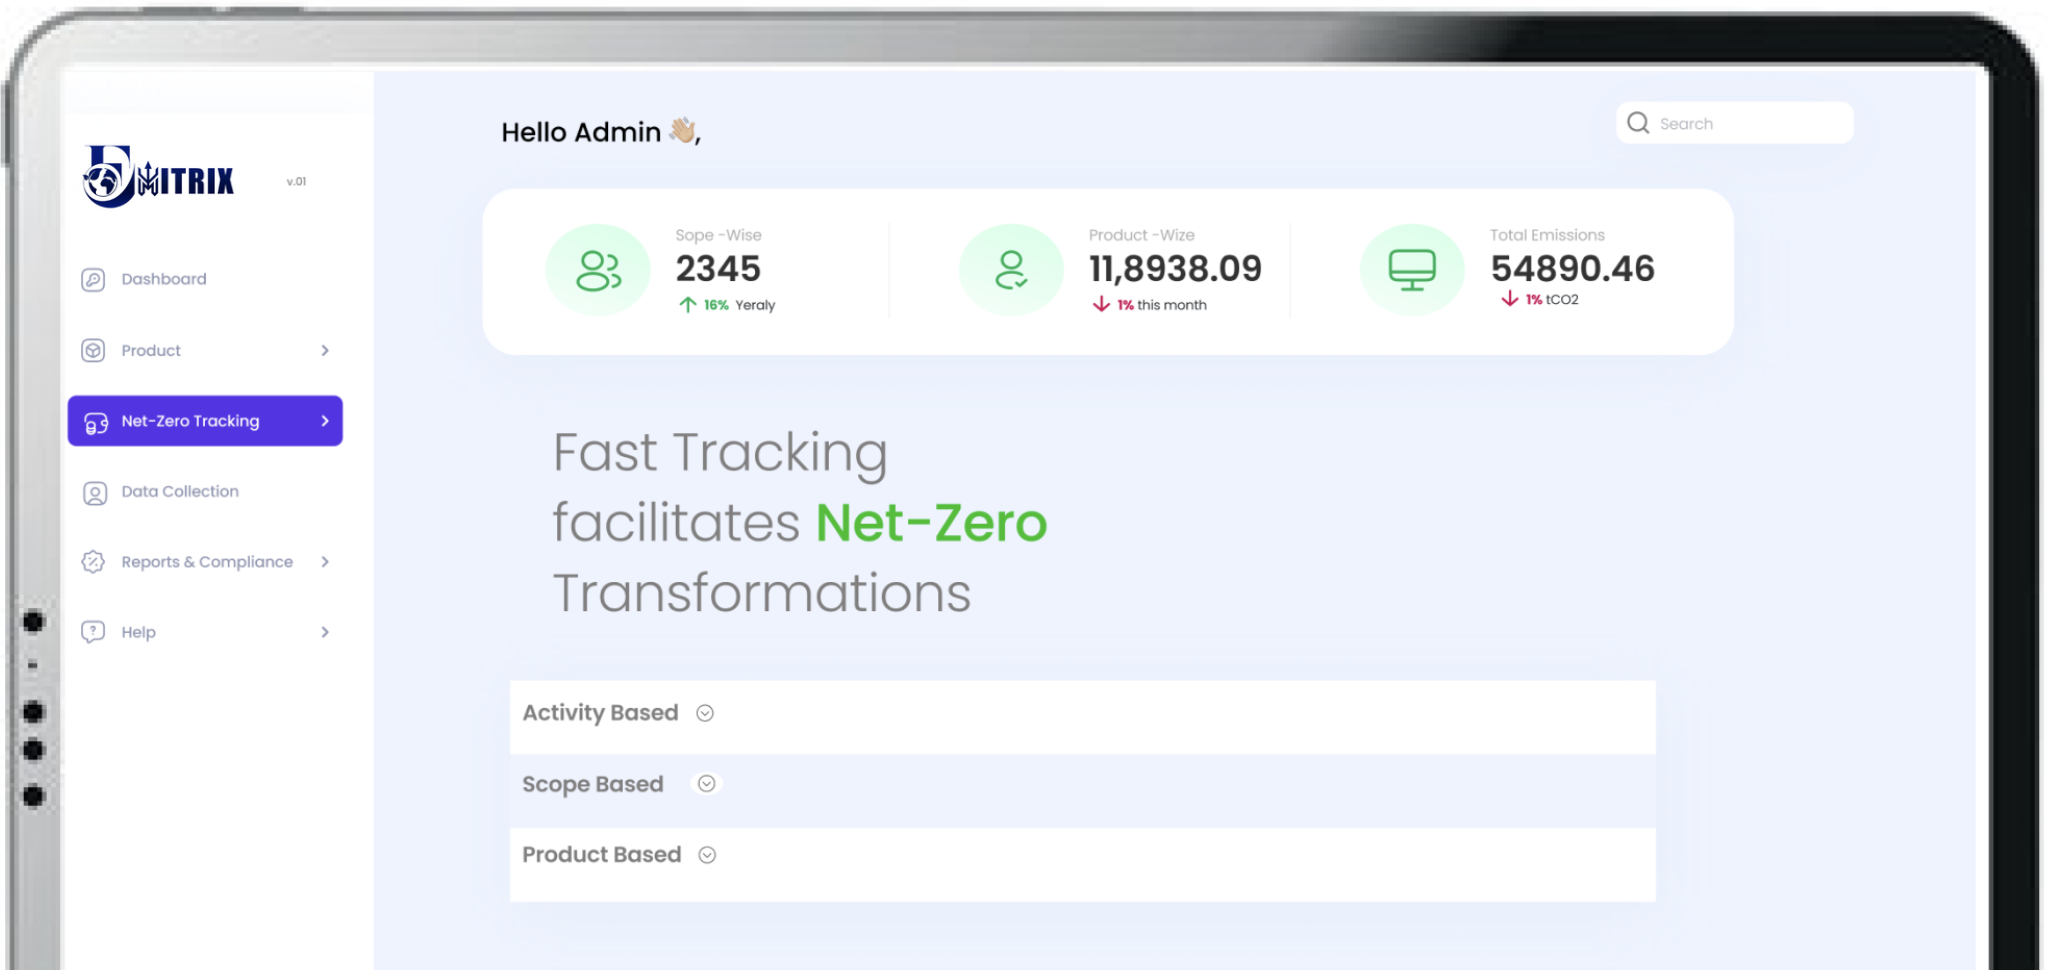 EMITRIX
v.01
Dashboard
Product
Net-Zero Tracking
Data Collection
Reports & Compliance
Help
Hello Admin 👋🏼,
Search
Sope -Wise
2345
16% Yeraly
Product -Wize
11,8938.09
1% this month
Total Emissions
54890.46
1% tCO2
Fast Tracking
facilitates Net-Zero
Transformations
Activity Based
Scope Based
Product Based